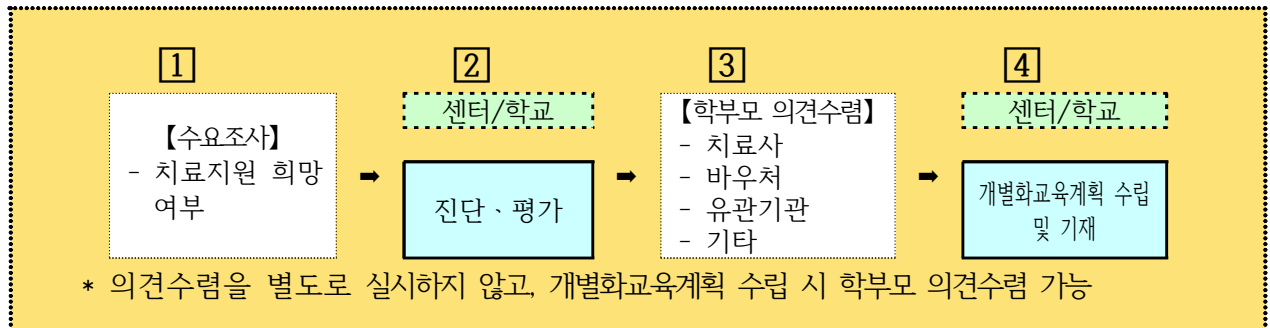 1
【수요조사】
- 치료지원 희망
여부
➡
2
센터/학교
진단、평가
➡
3
【학부모 의견수렴】
- 치료사
- 바우처
- 유관기관
- 기타
➡
4
센터/학교
개별화교육계획 수립
및 기재
* 의견수렴을 별도로 실시하지 않고, 개별화교육계획 수립 시 학부모 의견수렴 가능